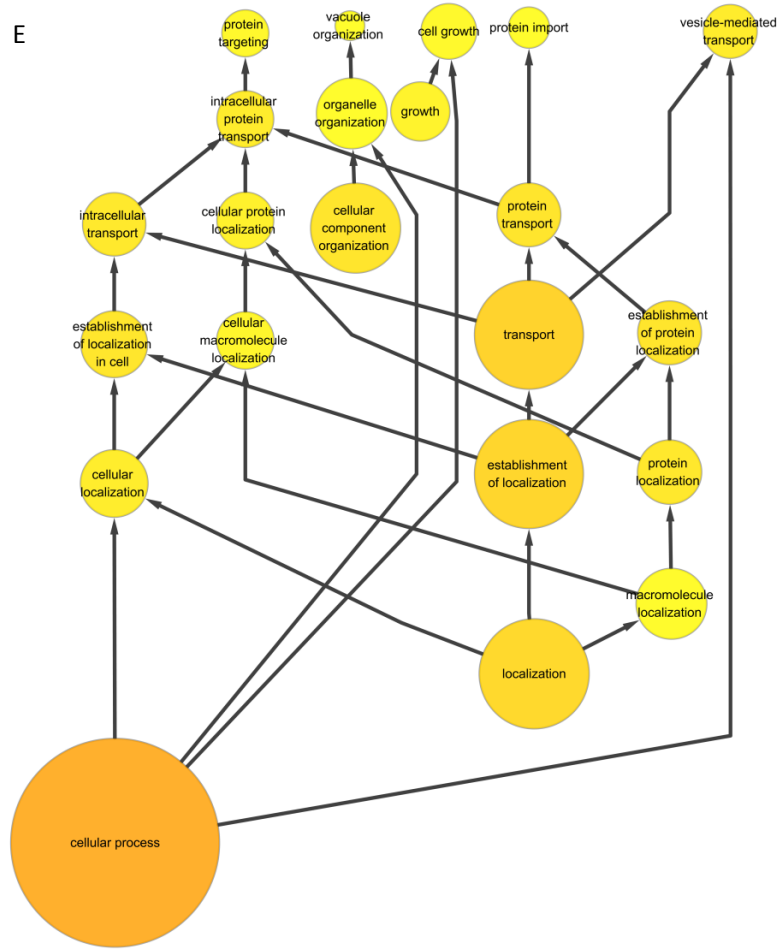 E
protein
targeting
vacuole
organization
cell growth
protein import
vesicle-mediated
transport
intracellular
protein
transport
organelle
organization
growth
intracellular
transport
cellular protein
localization
cellular
component
organization
protein
transport
establishment
of localization
in cell
cellular
macromolecule
localization
transport
establishment
of protein
localization
cellular
localization
establishment
of localization
protein
localization
macromolecule
localization
localization
cellular process